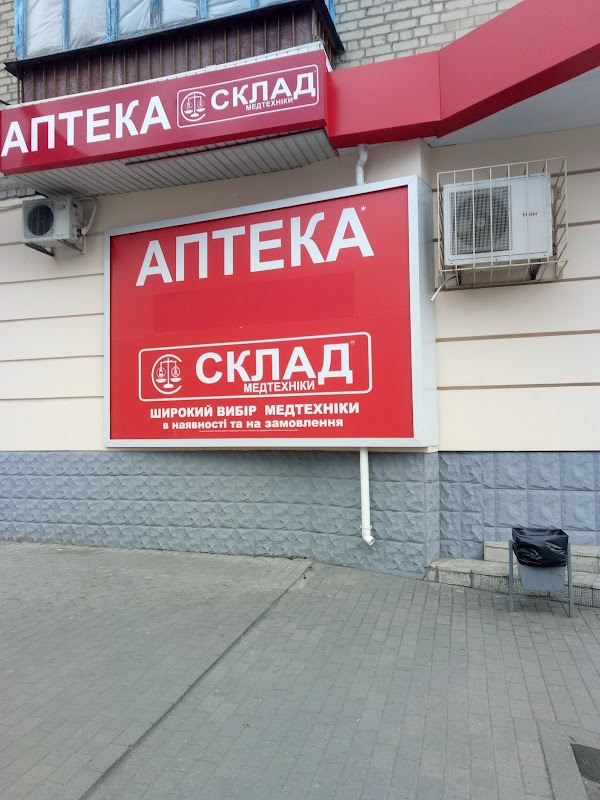 АПТЕКА СКЛАД
МЕДТЕХНІКИ
АПТЕКА*
СКЛАД
МЕДТЕХНІКИ
ШИРОКИЙ ВИБІР МЕДТЕХНІКИ
в наявності та на замовлення